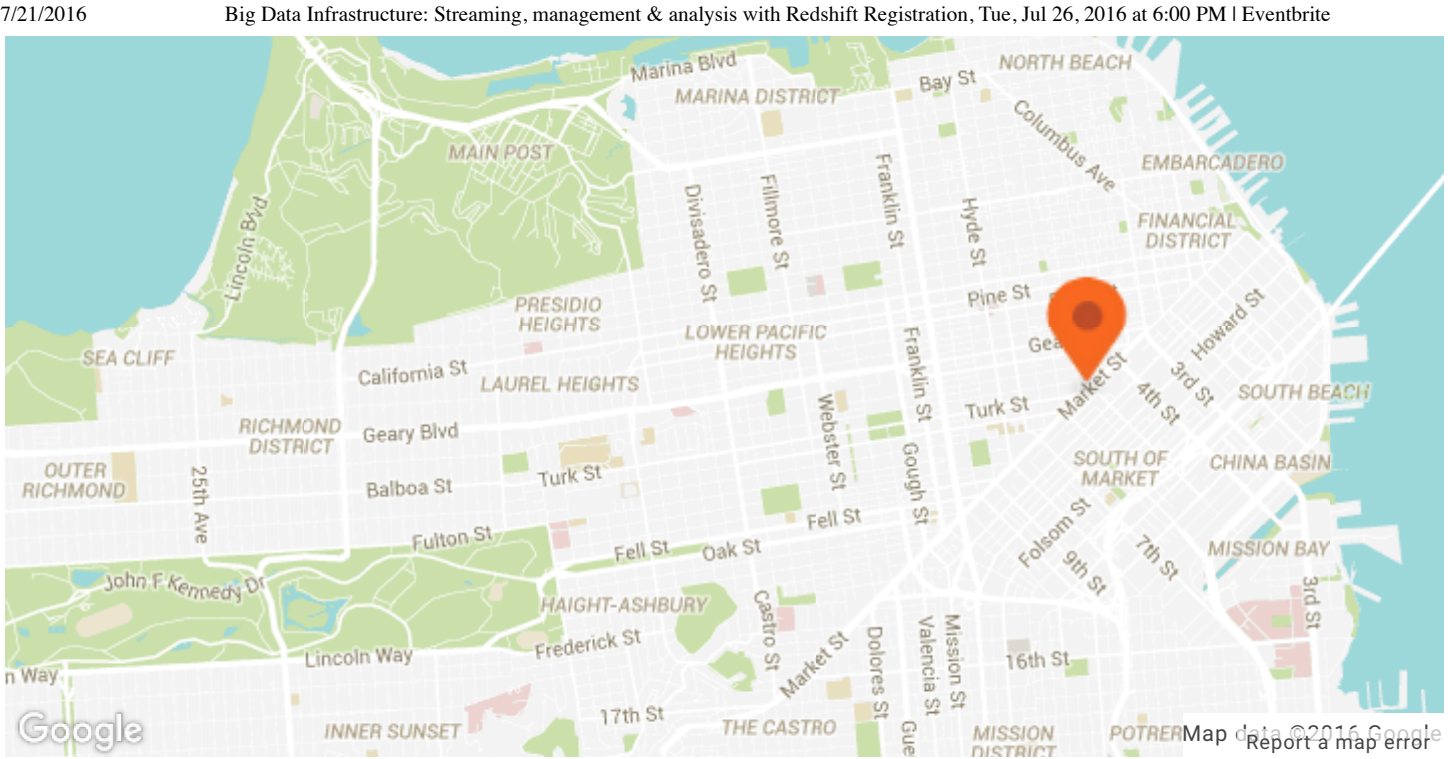 7/21/2016 Big Data Infrastructure: Streaming, management & analysis with Redshift Registration, Tue, Jul 26, 2016 at 6:00 PM | Eventbrite
Marina Blvd
NORTH BEACH
Bay St
MARINA DISTRICT
Columbus Ave
MAIN POST
EMBARCADERO
Lincoln Blvd
Divisadero St
Fillmore St
Franklin St
Hyde St
FINANCIAL
DISTRICT
PRESIDIO
HEIGHTS
Pine St
Howard St
LOWER PACIFIC
HEIGHTS
SEA CLIFF
California St
LAUREL HEIGHTS
Franklin St
Market St
3rd St
4th St
SOUTH BEACH
Turk St
RICHMOND
DISTRICT
Geary Blvd
Webster St
Gough St
OUTER
RICHMOND
25th Ave
Balboa St
Turk St
SOUTH OF
MARKET
CHINA BASIN
Fulton St
Fell St
Fell St
Oak St
Folsom St
9th St
7th St
MISSION BAY
John F Kennedy Dr
HAIGHT-ASHBURY
Castro St
3rd St
Lincoln Way
Frederick St
Market St
Dolores St
Valencia St
Mission St
16th St
n Way
Google
INNER SUNSET
17th St
THE CASTRO
Gue
MISSION
DISTRICT
POTRER
Map data ©2016 Google
Report a map error